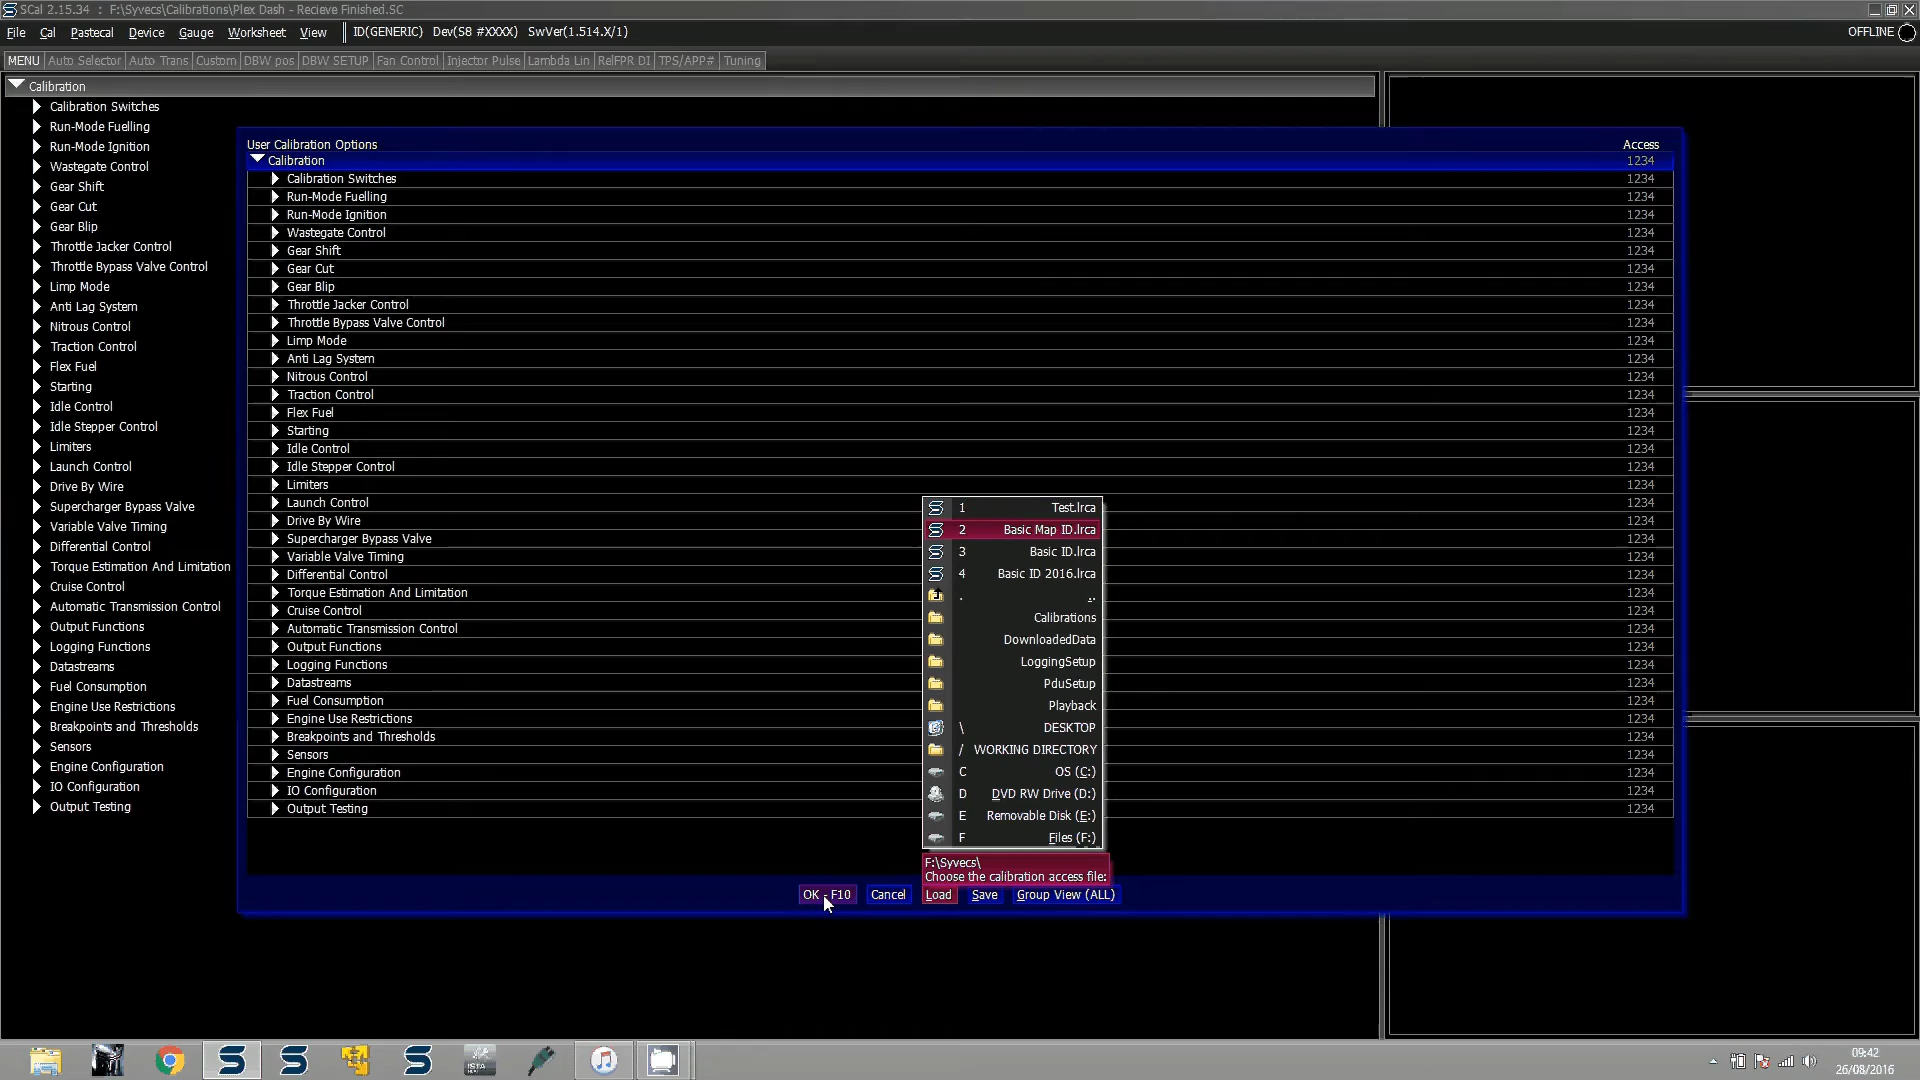 SCal 2.15.34 : F:\Syvecs\Calibrations\Plex Dash - Recieve Finished.SC
File Cal Pastecal Device Gauge Worksheet View ID(GENERIC) Dev(S8 #XXXX) SwVer(1.514.X/1) OFFLINE
MENU Auto Selector Auto Trans Custom DBW pos DBW SETUP Fan Control Injector Pulse Lambda Lin RelFPR DI TPS/APP# Tuning
Calibration
Calibration Switches
Run-Mode Fuelling
Run-Mode Ignition
Wastegate Control
Gear Shift
Gear Cut
Gear Blip
Throttle Jacker Control
Throttle Bypass Valve Control
Limp Mode
Anti Lag System
Nitrous Control
Traction Control
Flex Fuel
Starting
Idle Control
Idle Stepper Control
Limiters
Launch Control
Drive By Wire
Supercharger Bypass Valve
Variable Valve Timing
Differential Control
Torque Estimation And Limitation
Cruise Control
Automatic Transmission Control
Output Functions
Logging Functions
Datastreams
Fuel Consumption
Engine Use Restrictions
Breakpoints and Thresholds
Sensors
Engine Configuration
IO Configuration
Output Testing
User Calibration Options Access
Calibration 1234
Calibration Switches 1234
Run-Mode Fuelling 1234
Run-Mode Ignition 1234
Wastegate Control 1234
Gear Shift 1234
Gear Cut 1234
Gear Blip 1234
Throttle Jacker Control 1234
Throttle Bypass Valve Control 1234
Limp Mode 1234
Anti Lag System 1234
Nitrous Control 1234
Traction Control 1234
Flex Fuel 1234
Starting 1234
Idle Control 1234
Idle Stepper Control 1234
Limiters 1234
Launch Control 1234
Drive By Wire 1234
Supercharger Bypass Valve 1234
Variable Valve Timing 1234
Differential Control 1234
Torque Estimation And Limitation 1234
Cruise Control 1234
Automatic Transmission Control 1234
Output Functions 1234
Logging Functions 1234
Datastreams 1234
Fuel Consumption 1234
Engine Use Restrictions 1234
Breakpoints and Thresholds 1234
Sensors 1234
Engine Configuration 1234
IO Configuration 1234
Output Testing 1234
1 Test.lrca
2 Basic Map ID.lrca
3 Basic ID.lrca
4 Basic ID 2016.lrca
. ..
Calibrations
DownloadedData
LoggingSetup
PduSetup
Playback
\ DESKTOP
/ WORKING DIRECTORY
C OS (C:)
D DVD RW Drive (D:)
E Removable Disk (E:)
F Files (F:)
F:\Syvecs\
Choose the calibration access file:
OK - F10 Cancel Load Save Group View (ALL)
ISTA
09:42
26/08/2016